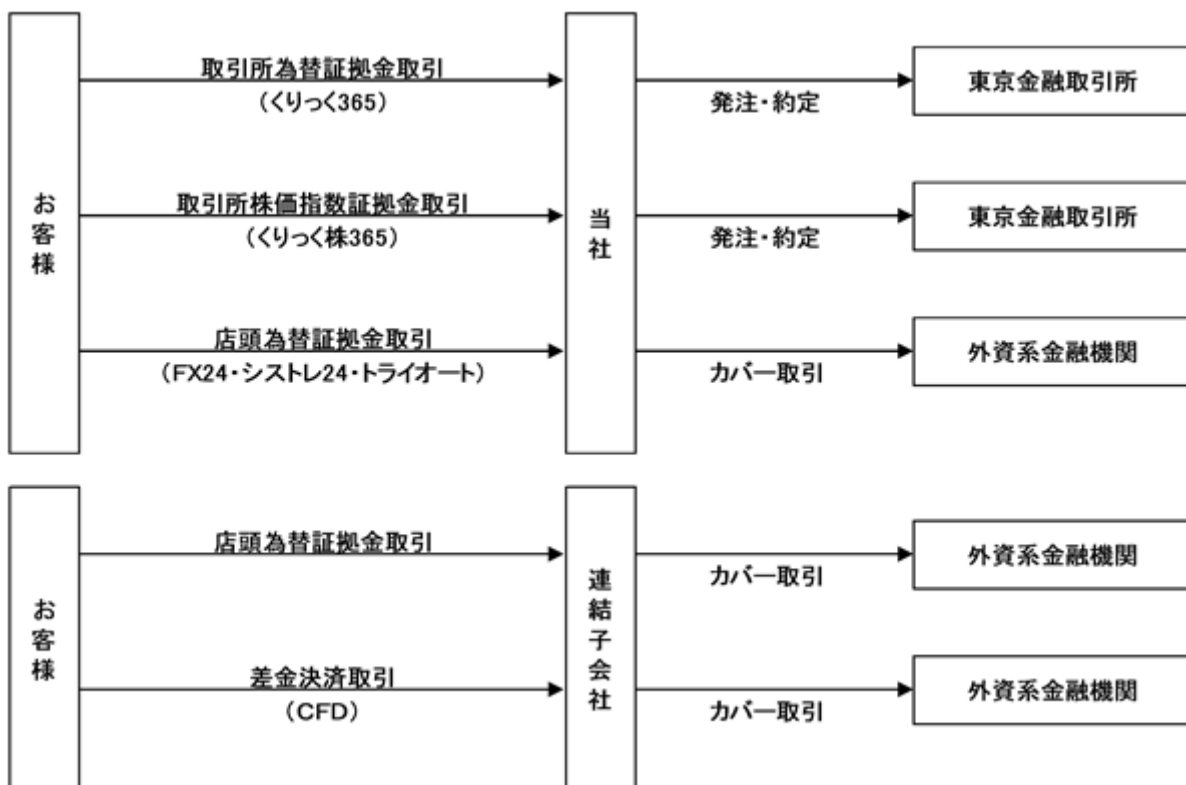 お客様
取引所為替証拠金取引
(くりっく365)
当社
発注・約定
東京金融取引所
取引所株価指数証拠金取引
(くりっく株365)
発注・約定
東京金融取引所
店頭為替証拠金取引
(FX24・シストレ24・トライオート)
カバー取引
外資系金融機関
お客様
店頭為替証拠金取引
連結子会社
カバー取引
外資系金融機関
差金決済取引
(CFD)
カバー取引
外資系金融機関